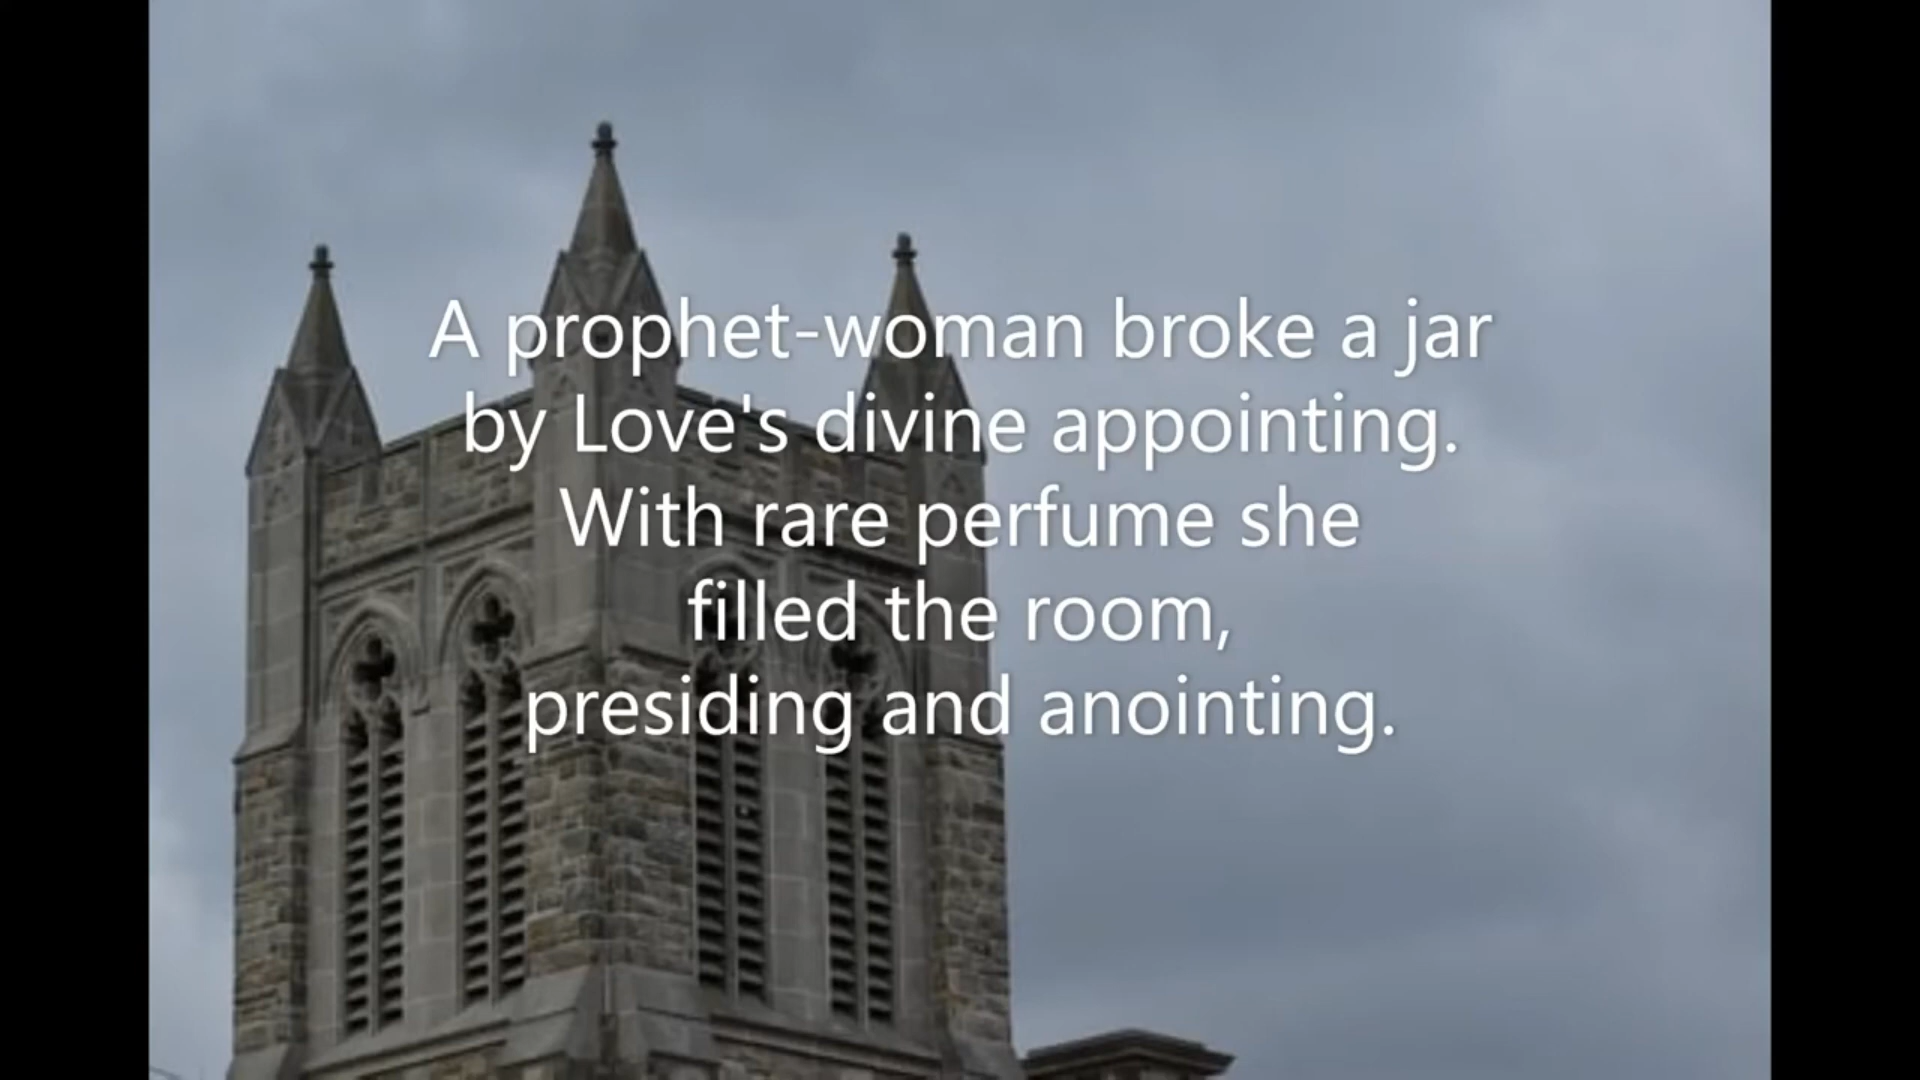 A prophet-woman broke a jar
by Love's divine appointing.
With rare perfume she
filled the room,
presiding and anointing.